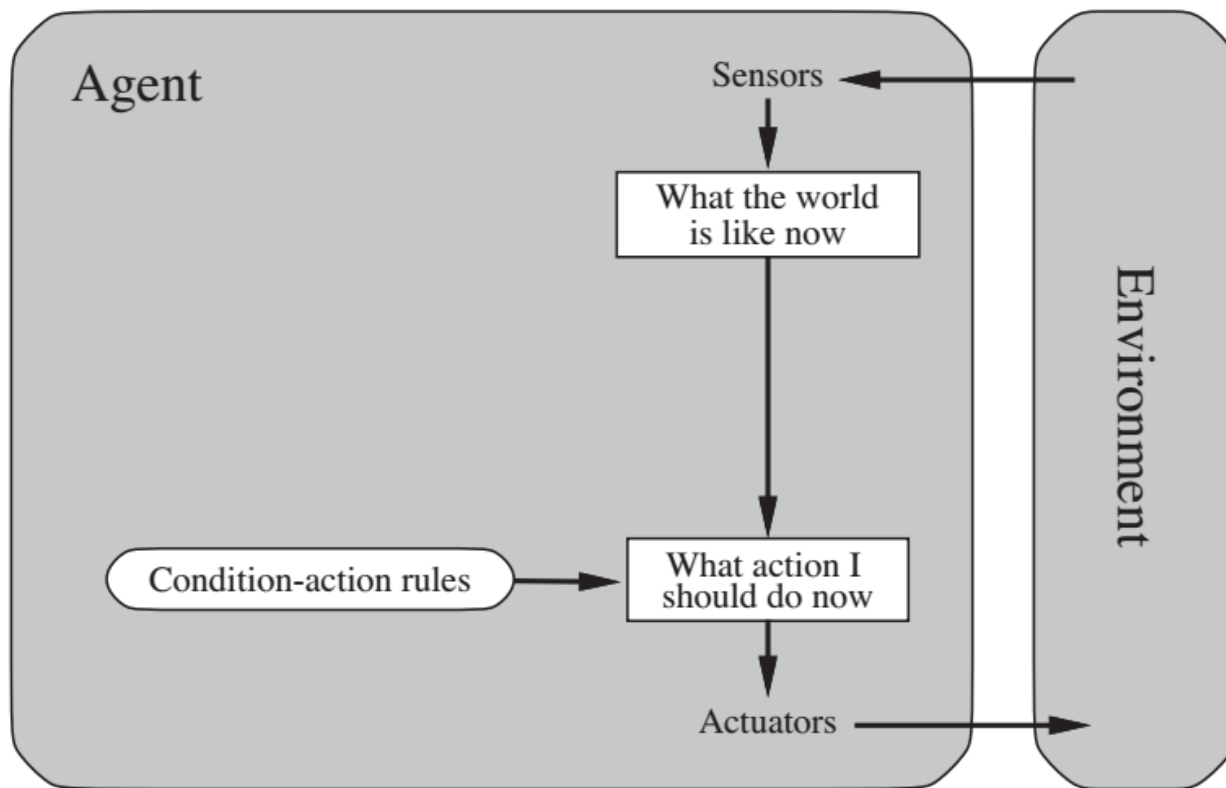 Agent
Sensors
What the world
is like now
Environment
Condition-action rules
What action I
should do now
Actuators